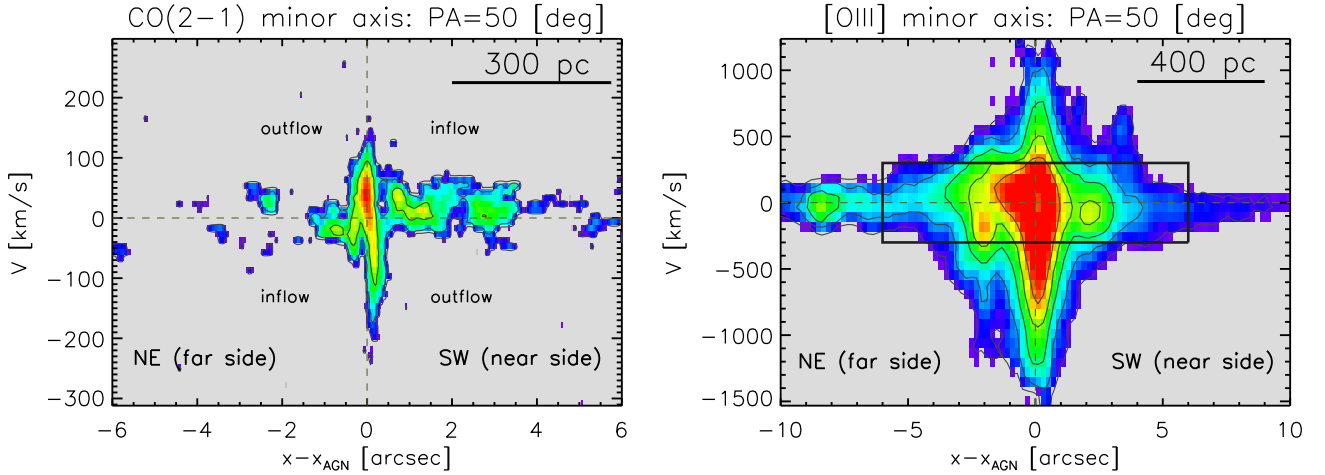 CO(2−1) minor axis: PA=50 [deg]
300 pc
outflow
inflow
inflow
outflow
NE (far side)
SW (near side)
200
100
0
−100
−200
−300
V [km/s]
−6
−4
−2
0
2
4
6
x−xAGN [arcsec]
[OIII] minor axis: PA=50 [deg]
400 pc
NE (far side)
SW (near side)
1000
500
0
−500
−1000
−1500
V [km/s]
−10
−5
0
5
10
x−xAGN [arcsec]